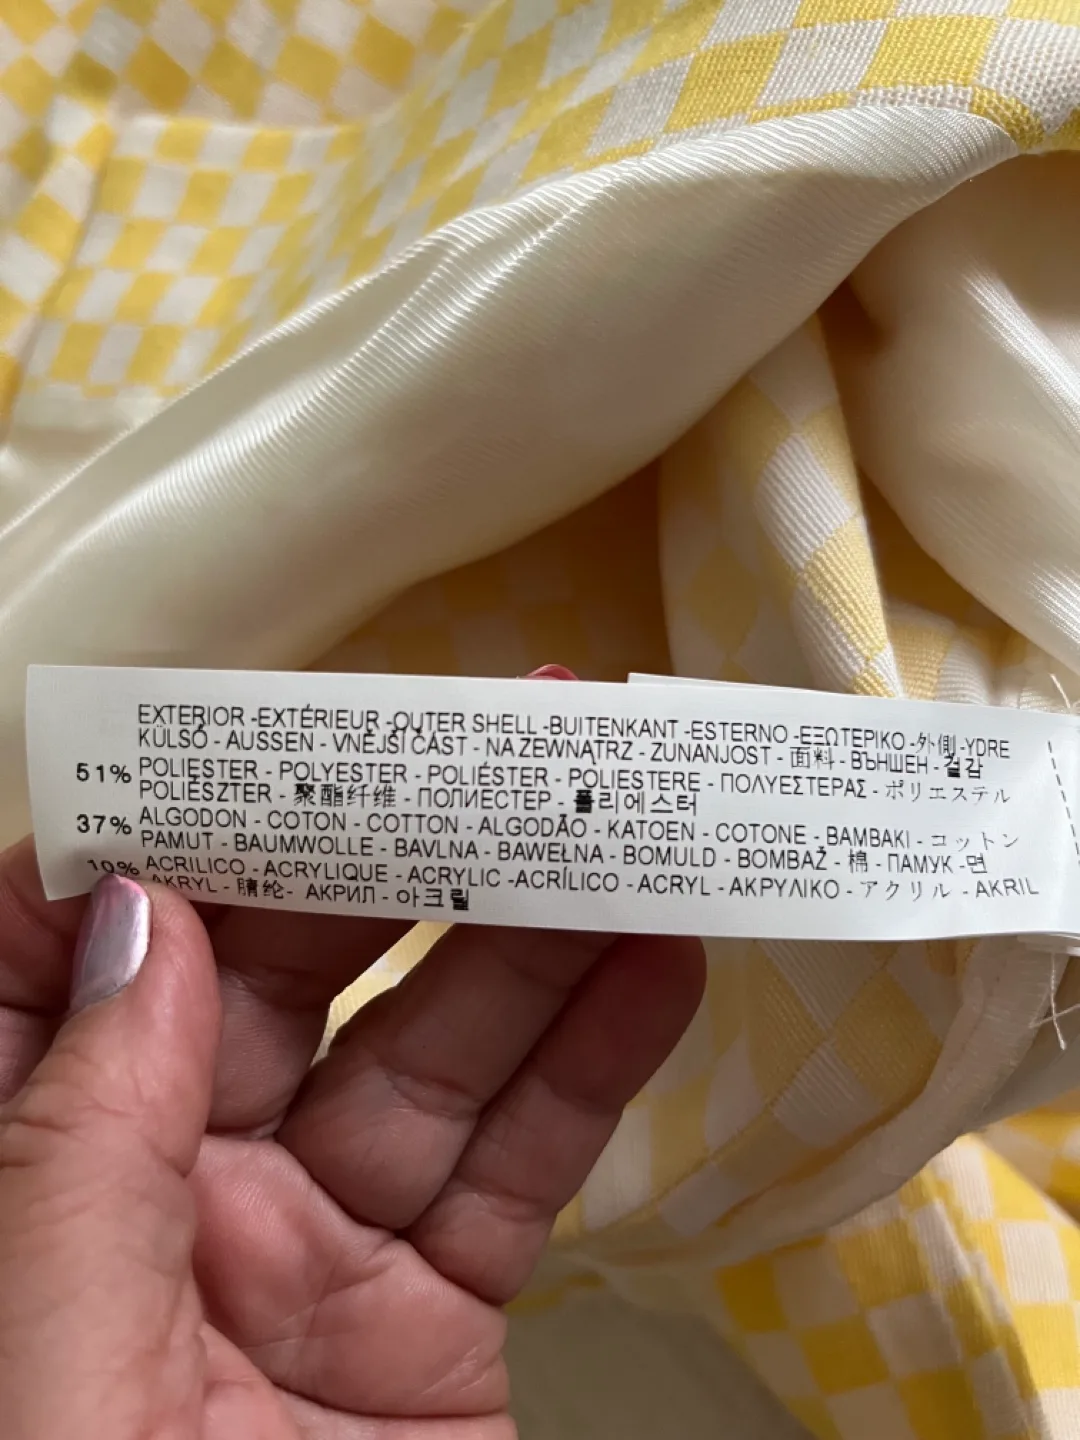 EXTERIOR -EXTÉRIEUR -OUTER SHELL -BUITENKANT -ESTERNO -ΕΞΩΤΕΡΙΚΟ -外側 -YDRE
KÜLSŐ - AUSSEN - VNĚJŠÍ ČÁST - NA ZEWNĄTRZ - ZUNANJOST - 面料 - ВЪНШЕН - 겉감
51% POLIÉSTER - POLYESTER - POLIÉSTER - POLIESTERE - ΠΟΛΥΕΣΤΕΡΑΣ - ポリエステル
POLIÉSZTER - 聚酯纤维 - ПОЛИЕСТЕР - 폴리에스터
37% ALGODON - COTON - COTTON - ALGODÃO - KATOEN - COTONE - BAMBAKI - コットン
PAMUT - BAUMWOLLE - BAVLNA - BAWEŁNA - BOMULD - BOMBAŽ - 棉 - ПАМУК -면
10% ACRILICO - ACRYLIQUE - ACRYLIC -ACRÍLICO - ACRYL - ΑΚΡΥΛΙΚΟ - アクリル - AKRIL
AKRYL - 腈纶- АКРИЛ - 아크릴